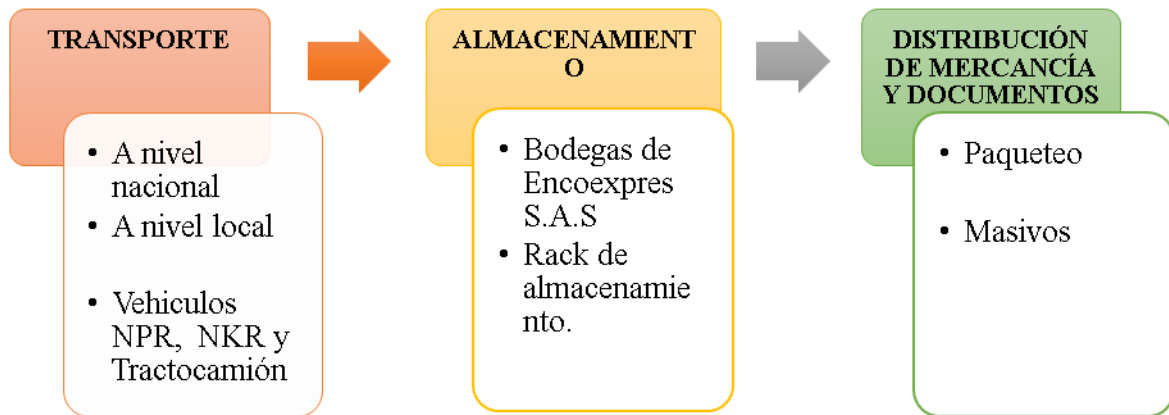 TRANSPORTE
• A nivel
nacional
• A nivel local
• Vehiculos
NPR, NKR y
Tractocamión
ALMACENAMIENT
O
• Bodegas de
Encoexpres
S.A.S
• Rack de
almacenamie
nto.
DISTRIBUCIÓN
DE MERCANCÍA
Y DOCUMENTOS
• Paqueteo
• Masivos